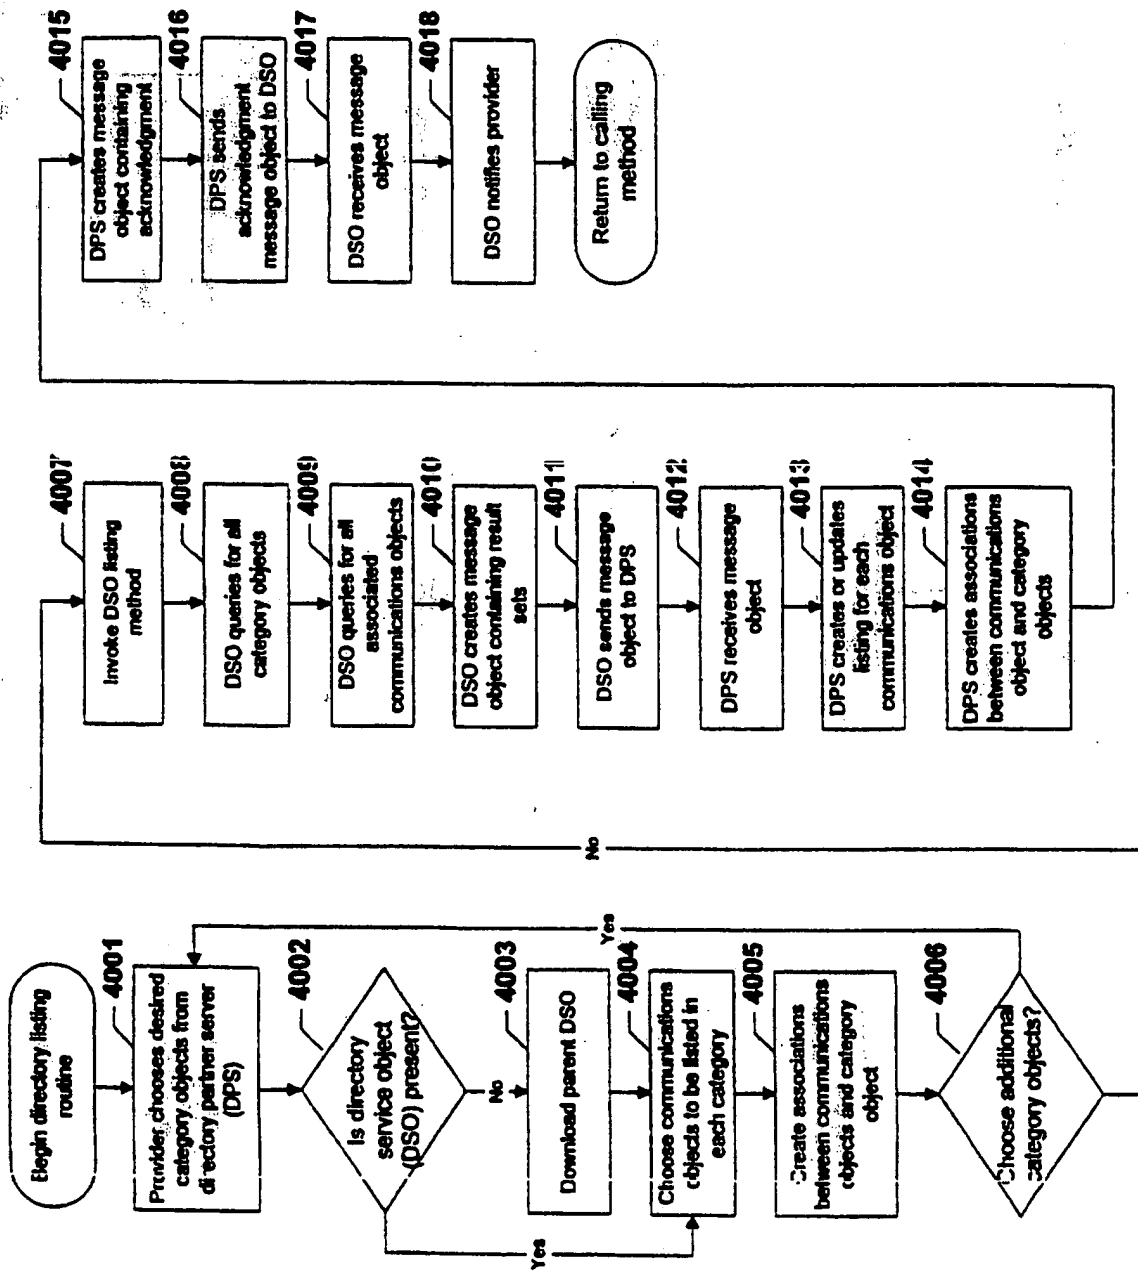 Begin directory listing
routine
4001
Provider chooses desired
category objects from
directory partner server
(DPS)
4002
Is directory
service object
(DSO) present?
No
Yes
4003
Download parent DSO
4004
Choose communications
objects to be listed in
each category
4005
Create associations
between communications
objects and category
object
4006
Choose additional
category objects?
Yes
No
4007
Invoke DSO listing
method
4008
DSO queries for all
category objects
4009
DSO queries for all
associated
communications objects
4010
DSO creates message
object containing result
sets
4011
DSO sends message
object to DPS
4012
DPS receives message
object
4013
DPS creates or updates
listing for each
communications object
4014
DPS creates associations
between communications
object and category
objects
4015
DPS creates message
object containing
acknowledgment
4016
DPS sends
acknowledgment
message object to DSO
4017
DSO receives message
object
4018
DSO notifies provider
Return to calling
method